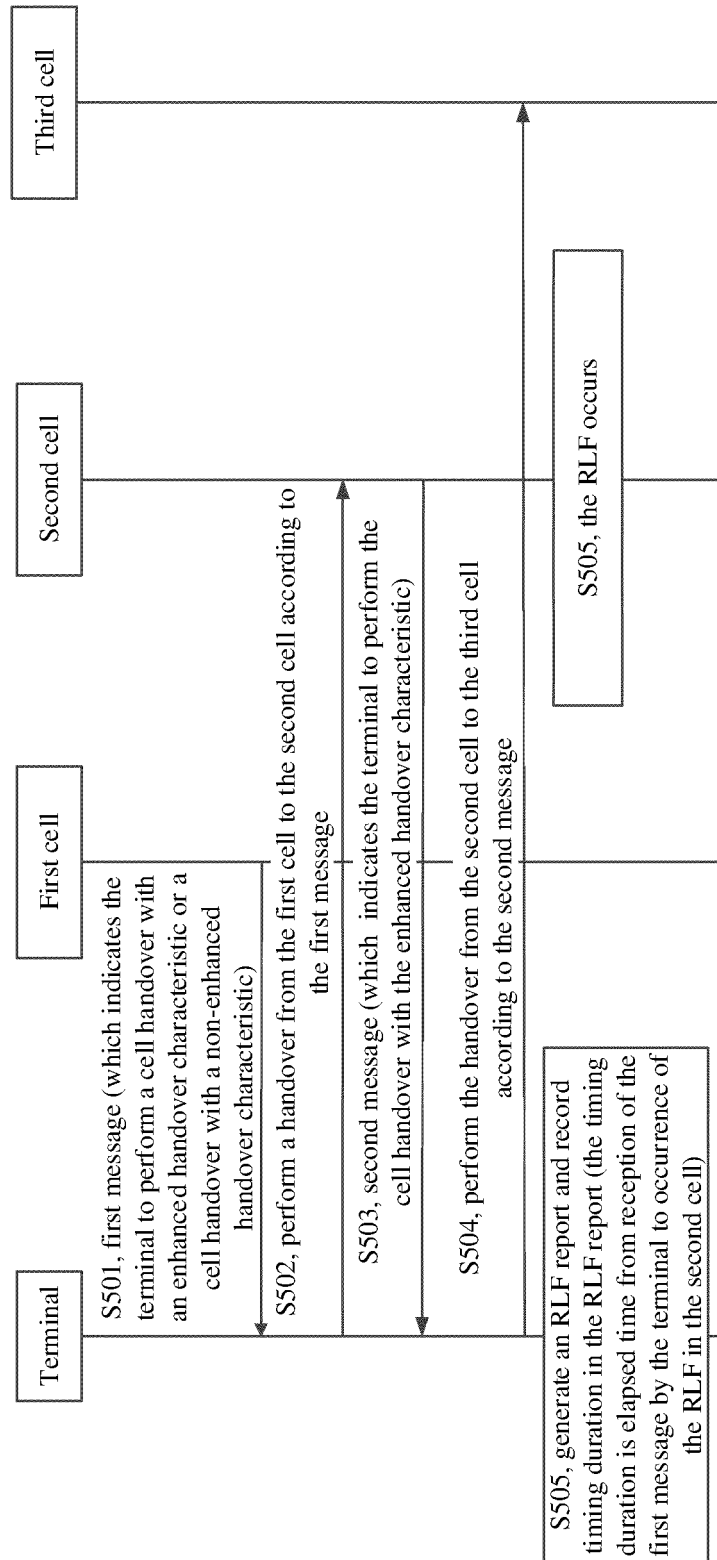 Terminal
First cell
Second cell
Third cell
S501, first message (which indicates the
terminal to perform a cell handover with
an enhanced handover characteristic or a
cell handover with a non-enhanced
handover characteristic)
S502, perform a handover from the first cell to the second cell according to
the first message
S503, second message (which indicates the terminal to perform the
cell handover with the enhanced handover characteristic)
S504, perform the handover from the second cell to the third cell
according to the second message
S505, the RLF occurs
S505, generate an RLF report and record
timing duration in the RLF report (the timing
duration is elapsed time from reception of the
first message by the terminal to occurrence of
the RLF in the second cell)